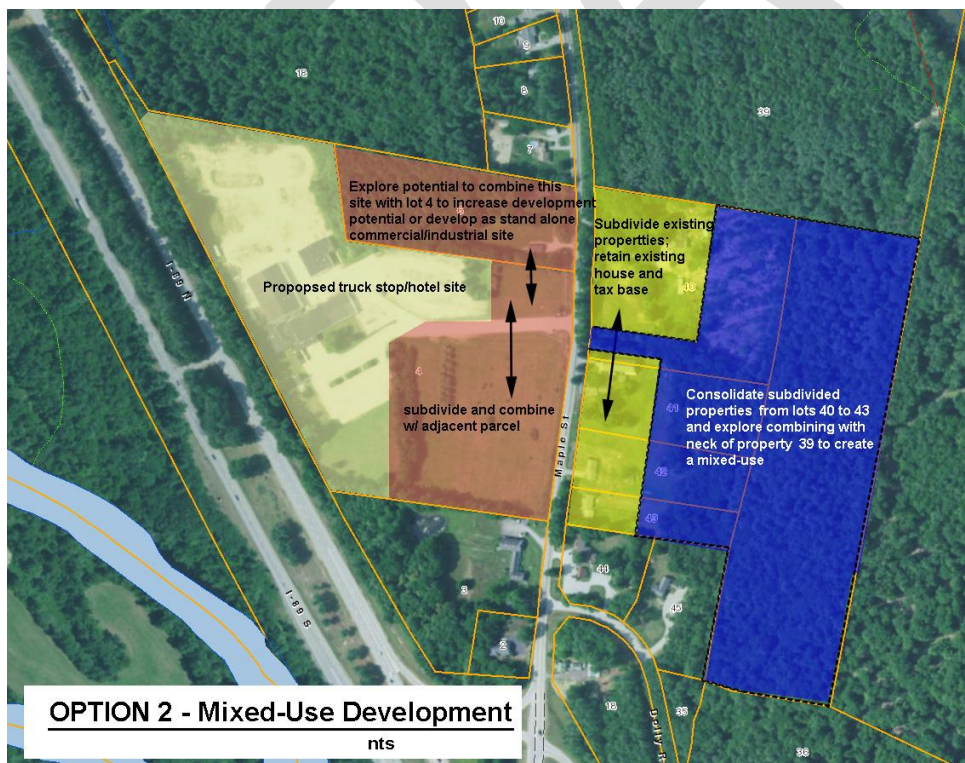 10
9
18
8
39
7
Explore potential to combine this
site with lot 4 to increase development
potential or develop as stand alone
commercial/industrial site
Subdivide existing
propertties;
retain existing
house and
tax base
40
I-89 N
Propopsed truck stop/hotel site
4
subdivide and combine
w/ adjacent parcel
Maple St
41
Consolidate subdivided
properties from lots 40 to 43
and explore combining with
neck of property 39 to create
a mixed-use
42
43
44
3
45
I-89 S
2
16
35
36
OPTION 2 - Mixed-Use Development
nts